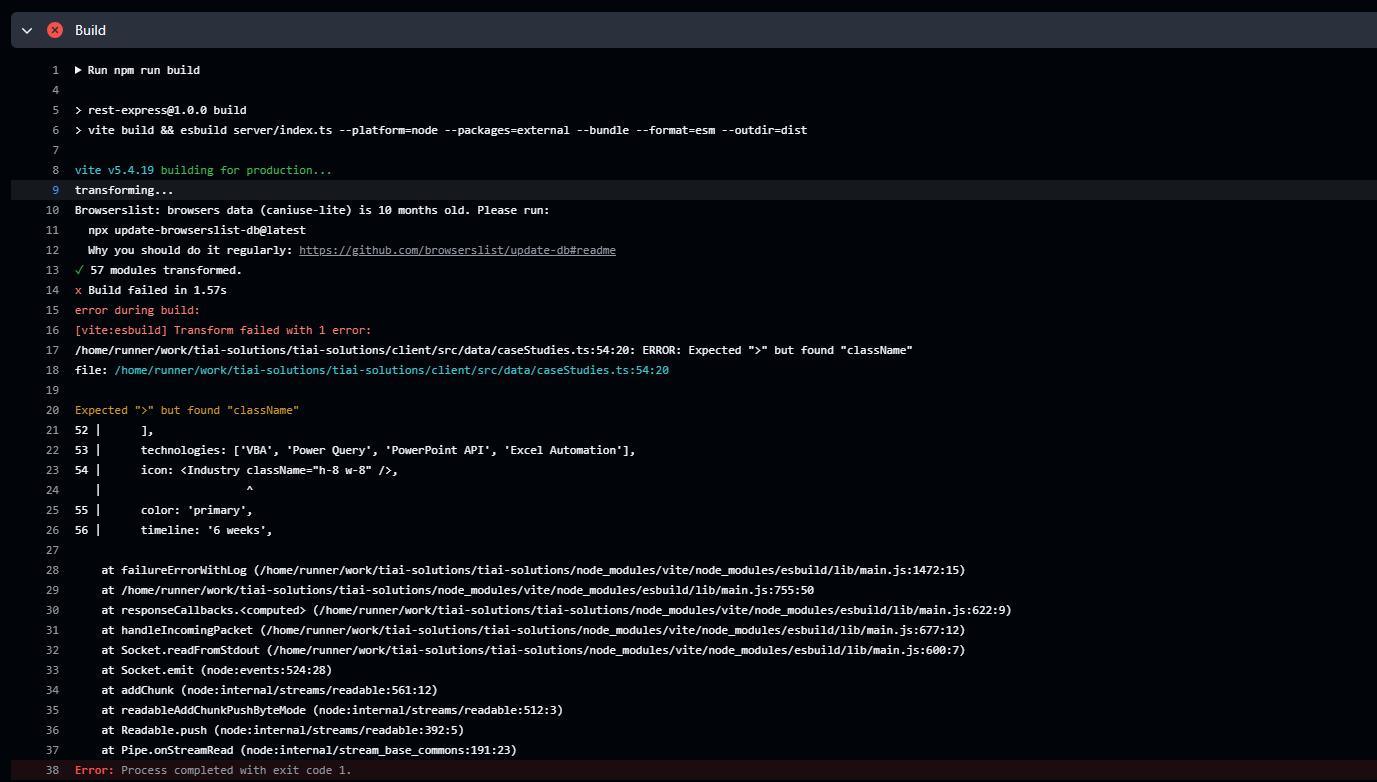 Build
1 ▶ Run npm run build
4
5 > rest-express@1.0.0 build
6 > vite build && esbuild server/index.ts --platform=node --packages=external --bundle --format=esm --outdir=dist
7
8 vite v5.4.19 building for production...
9 transforming...
10 Browserslist: browsers data (caniuse-lite) is 10 months old. Please run:
11   npx update-browserslist-db@latest
12   Why you should do it regularly: https://github.com/browserslist/update-db#readme
13 ✓ 57 modules transformed.
14 x Build failed in 1.57s
15 error during build:
16 [vite:esbuild] Transform failed with 1 error:
17 /home/runner/work/tiai-solutions/tiai-solutions/client/src/data/caseStudies.ts:54:20: ERROR: Expected ">" but found "className"
18 file: /home/runner/work/tiai-solutions/tiai-solutions/client/src/data/caseStudies.ts:54:20
19
20 Expected ">" but found "className"
21 52 |      ],
22 53 |      technologies: ['VBA', 'Power Query', 'PowerPoint API', 'Excel Automation'],
23 54 |      icon: <Industry className="h-8 w-8" />,
24    |                      ^
25 55 |      color: 'primary',
26 56 |      timeline: '6 weeks',
27
28     at failureErrorWithLog (/home/runner/work/tiai-solutions/tiai-solutions/node_modules/vite/node_modules/esbuild/lib/main.js:1472:15)
29     at /home/runner/work/tiai-solutions/tiai-solutions/node_modules/vite/node_modules/esbuild/lib/main.js:755:50
30     at responseCallbacks.<computed> (/home/runner/work/tiai-solutions/tiai-solutions/node_modules/vite/node_modules/esbuild/lib/main.js:622:9)
31     at handleIncomingPacket (/home/runner/work/tiai-solutions/tiai-solutions/node_modules/vite/node_modules/esbuild/lib/main.js:677:12)
32     at Socket.readFromStdout (/home/runner/work/tiai-solutions/tiai-solutions/node_modules/vite/node_modules/esbuild/lib/main.js:600:7)
33     at Socket.emit (node:events:524:28)
34     at addChunk (node:internal/streams/readable:561:12)
35     at readableAddChunkPushByteMode (node:internal/streams/readable:512:3)
36     at Readable.push (node:internal/streams/readable:392:5)
37     at Pipe.onStreamRead (node:internal/stream_base_commons:191:23)
38 Error: Process completed with exit code 1.